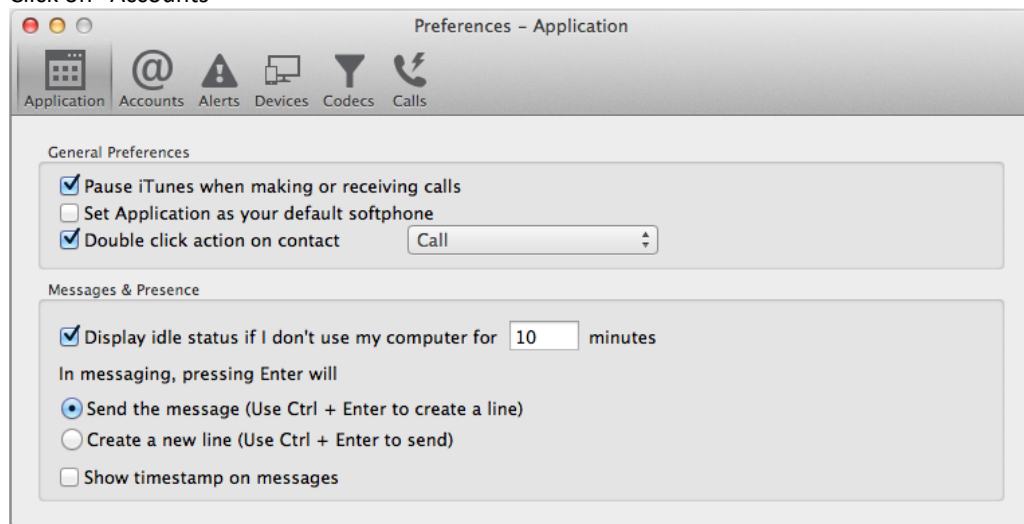 Click on "Accounts"
Preferences – Application
Application Accounts Alerts Devices Codecs Calls
General Preferences
Pause iTunes when making or receiving calls
Set Application as your default softphone
Double click action on contact Call
Messages & Presence
Display idle status if I don't use my computer for 10 minutes
In messaging, pressing Enter will
Send the message (Use Ctrl + Enter to create a line)
Create a new line (Use Ctrl + Enter to send)
Show timestamp on messages